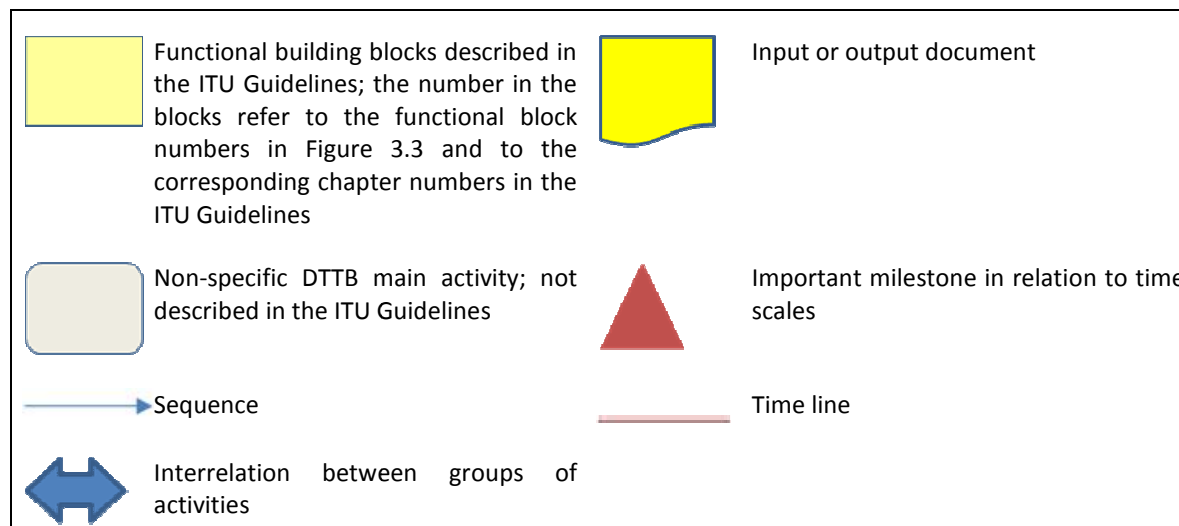 Functional building blocks described in
the ITU Guidelines; the number in the
blocks refer to the functional block
numbers in Figure 3.3 and to the
corresponding chapter numbers in the
ITU Guidelines
Input or output document
Non-specific DTTB main activity; not
described in the ITU Guidelines
Important milestone in relation to time
scales
Sequence
Time line
Interrelation between groups of
activities